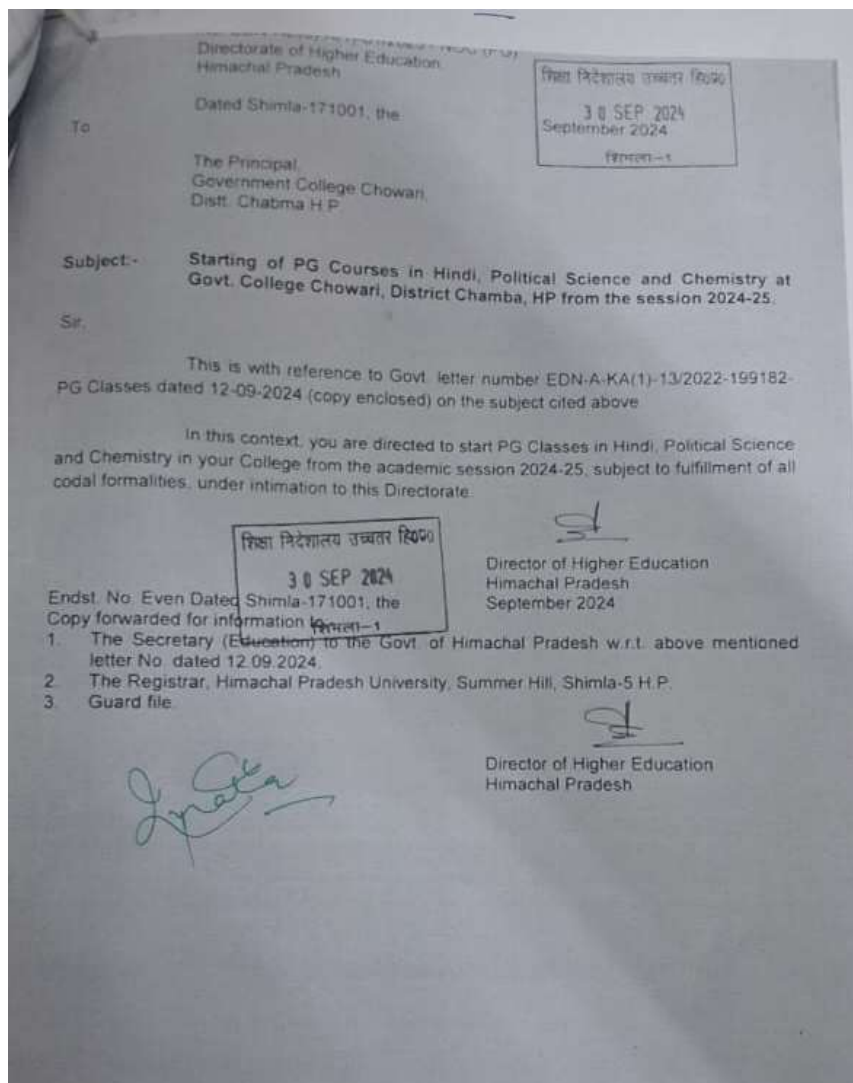 Directorate of Higher Education
Himachal Pradesh
शिक्षा निदेशालय उच्चतर हि०प्र०
30 SEP 2024
Dated Shimla-171001, the September 2024
शिमला-1
To
The Principal,
Government College Chowari,
Distt. Chabma H.P.
Subject:- Starting of PG Courses in Hindi, Political Science and Chemistry at
Govt. College Chowari, District Chamba, HP from the session 2024-25.
Sir,
This is with reference to Govt. letter number EDN-A-KA(1)-13/2022-199182-
PG Classes dated 12-09-2024 (copy enclosed) on the subject cited above.
In this context, you are directed to start PG Classes in Hindi, Political Science
and Chemistry in your College from the academic session 2024-25, subject to fulfillment of all
codal formalities, under intimation to this Directorate.
शिक्षा निदेशालय उच्चतर हि०प्र०
30 SEP 2024
शिमला-1
Director of Higher Education
Himachal Pradesh
Endst. No. Even Dated Shimla-171001, the September 2024
Copy forwarded for information
1. The Secretary (Education) to the Govt. of Himachal Pradesh w.r.t. above mentioned
letter No. dated 12.09.2024.
2. The Registrar, Himachal Pradesh University, Summer Hill, Shimla-5 H.P.
3. Guard file.
Director of Higher Education
Himachal Pradesh